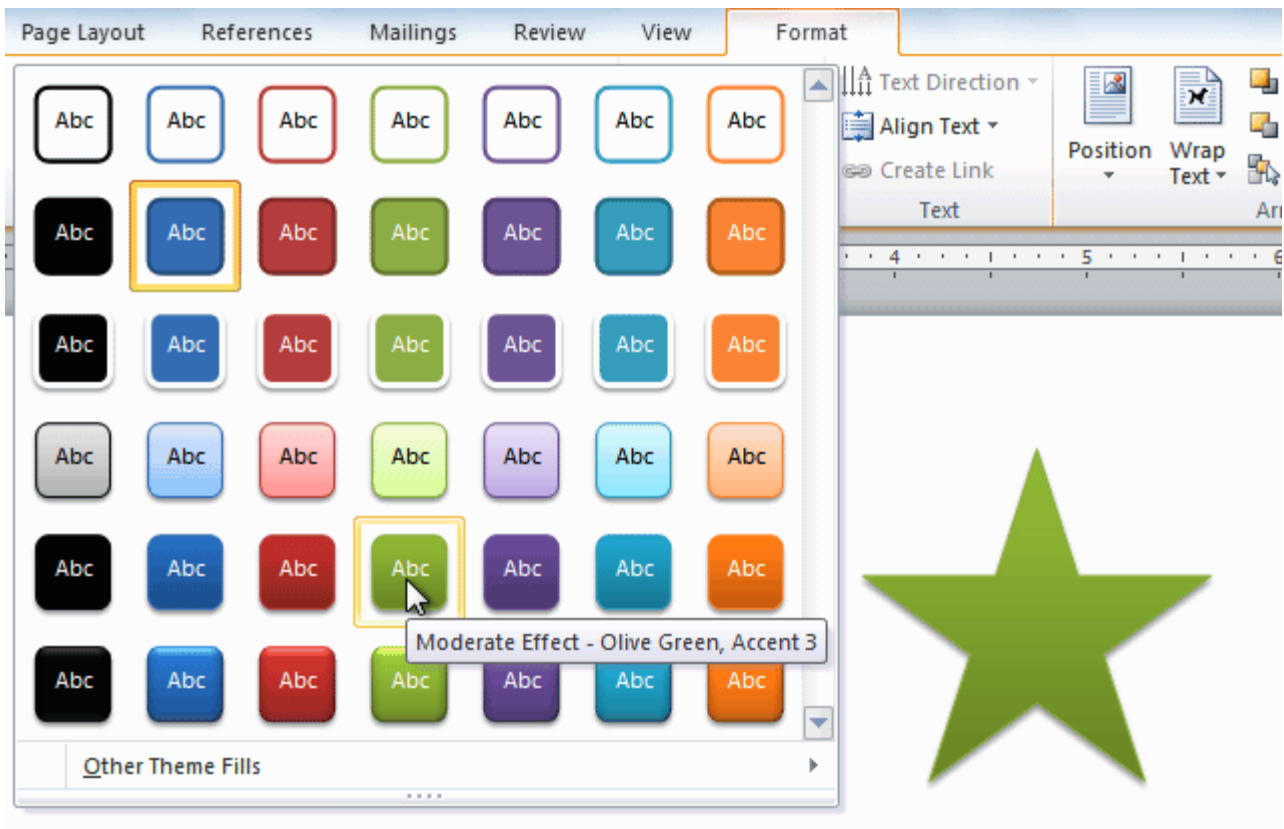 Page Layout References Mailings Review View Format
Abc Abc Abc Abc Abc Abc Abc
Abc Abc Abc Abc Abc Abc Abc
Abc Abc Abc Abc Abc Abc Abc
Abc Abc Abc Abc Abc Abc Abc
Abc Abc Abc Abc Abc Abc Abc
Moderate Effect - Olive Green, Accent 3
Abc Abc Abc Abc Abc Abc Abc
Other Theme Fills
Text Direction
Align Text
Create Link
Text
Position
Wrap
Text
4 5 6